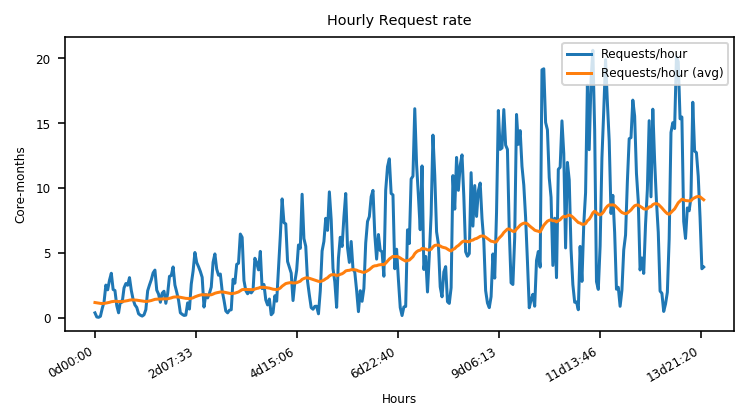 Hourly Request rate
Requests/hour
Requests/hour (avg)
20
15
10
5
0
Core-months
0d00:00
2d07:33
4d15:06
6d22:40
9d06:13
11d13:46
13d21:20
Hours